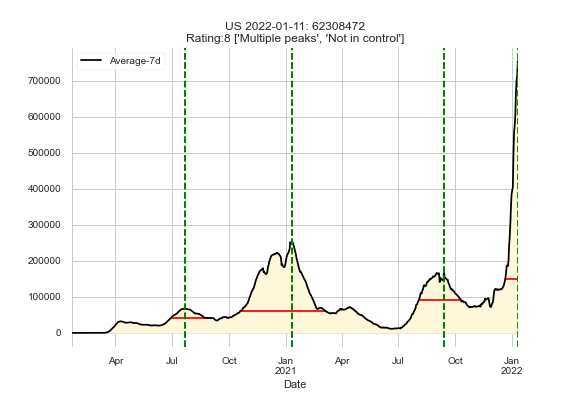 US 2022-01-11: 62308472
Rating:8 ['Multiple peaks', 'Not in control']
Average-7d
700000
600000
500000
400000
300000
200000
100000
0
Apr Jul Oct Jan Apr Jul Oct Jan
2021 2022
Date